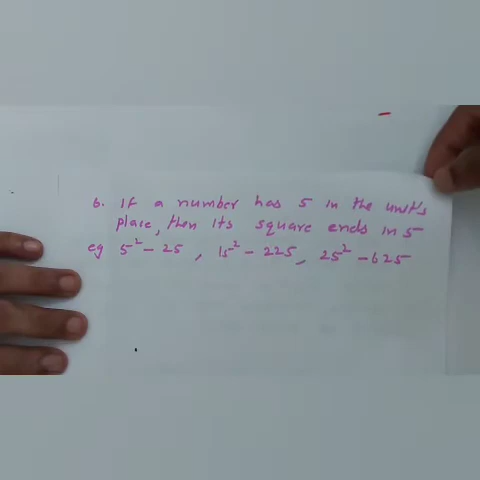 6. If a number has 5 in the unit's
place, then its square ends in 5
eg 5² - 25, 15² - 225, 25² - 625